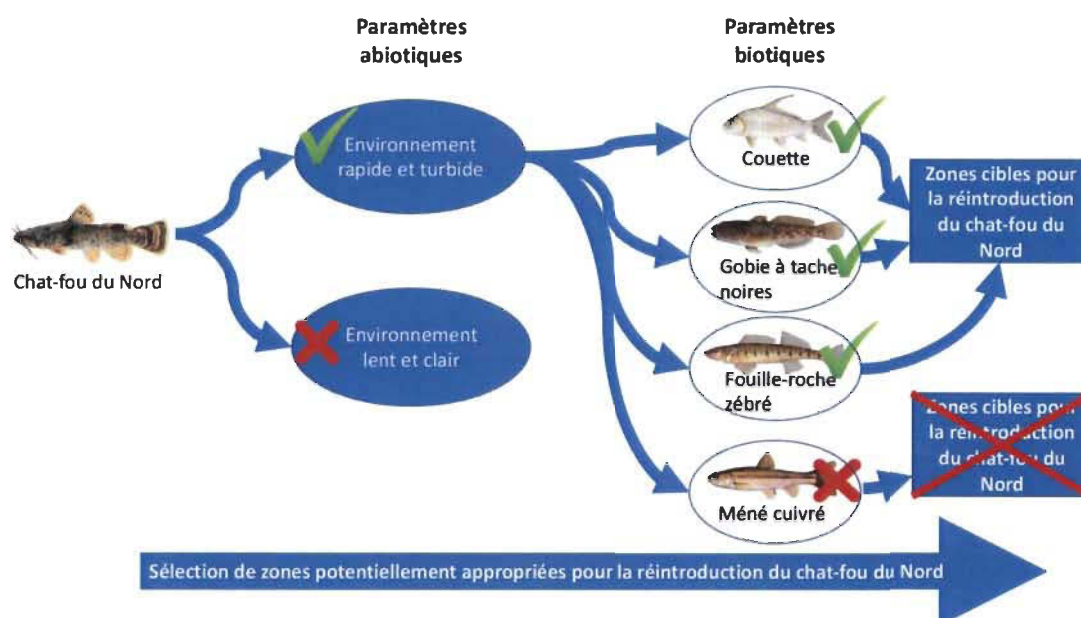 Paramètres
abiotiques
Paramètres
biotiques
Environnement
rapide et turbide
Couette
Zones cibles pour
la réintroduction
du chat-fou du
Nord
Chat-fou du Nord
Gobie à tache
noires
Environnement
lent et clair
Fouille-roche
zébré
Zones cibles pour
la réintroduction
du chat-fou du
Nord
Méné cuivré
Sélection de zones potentiellement appropriées pour la réintroduction du chat-fou du Nord